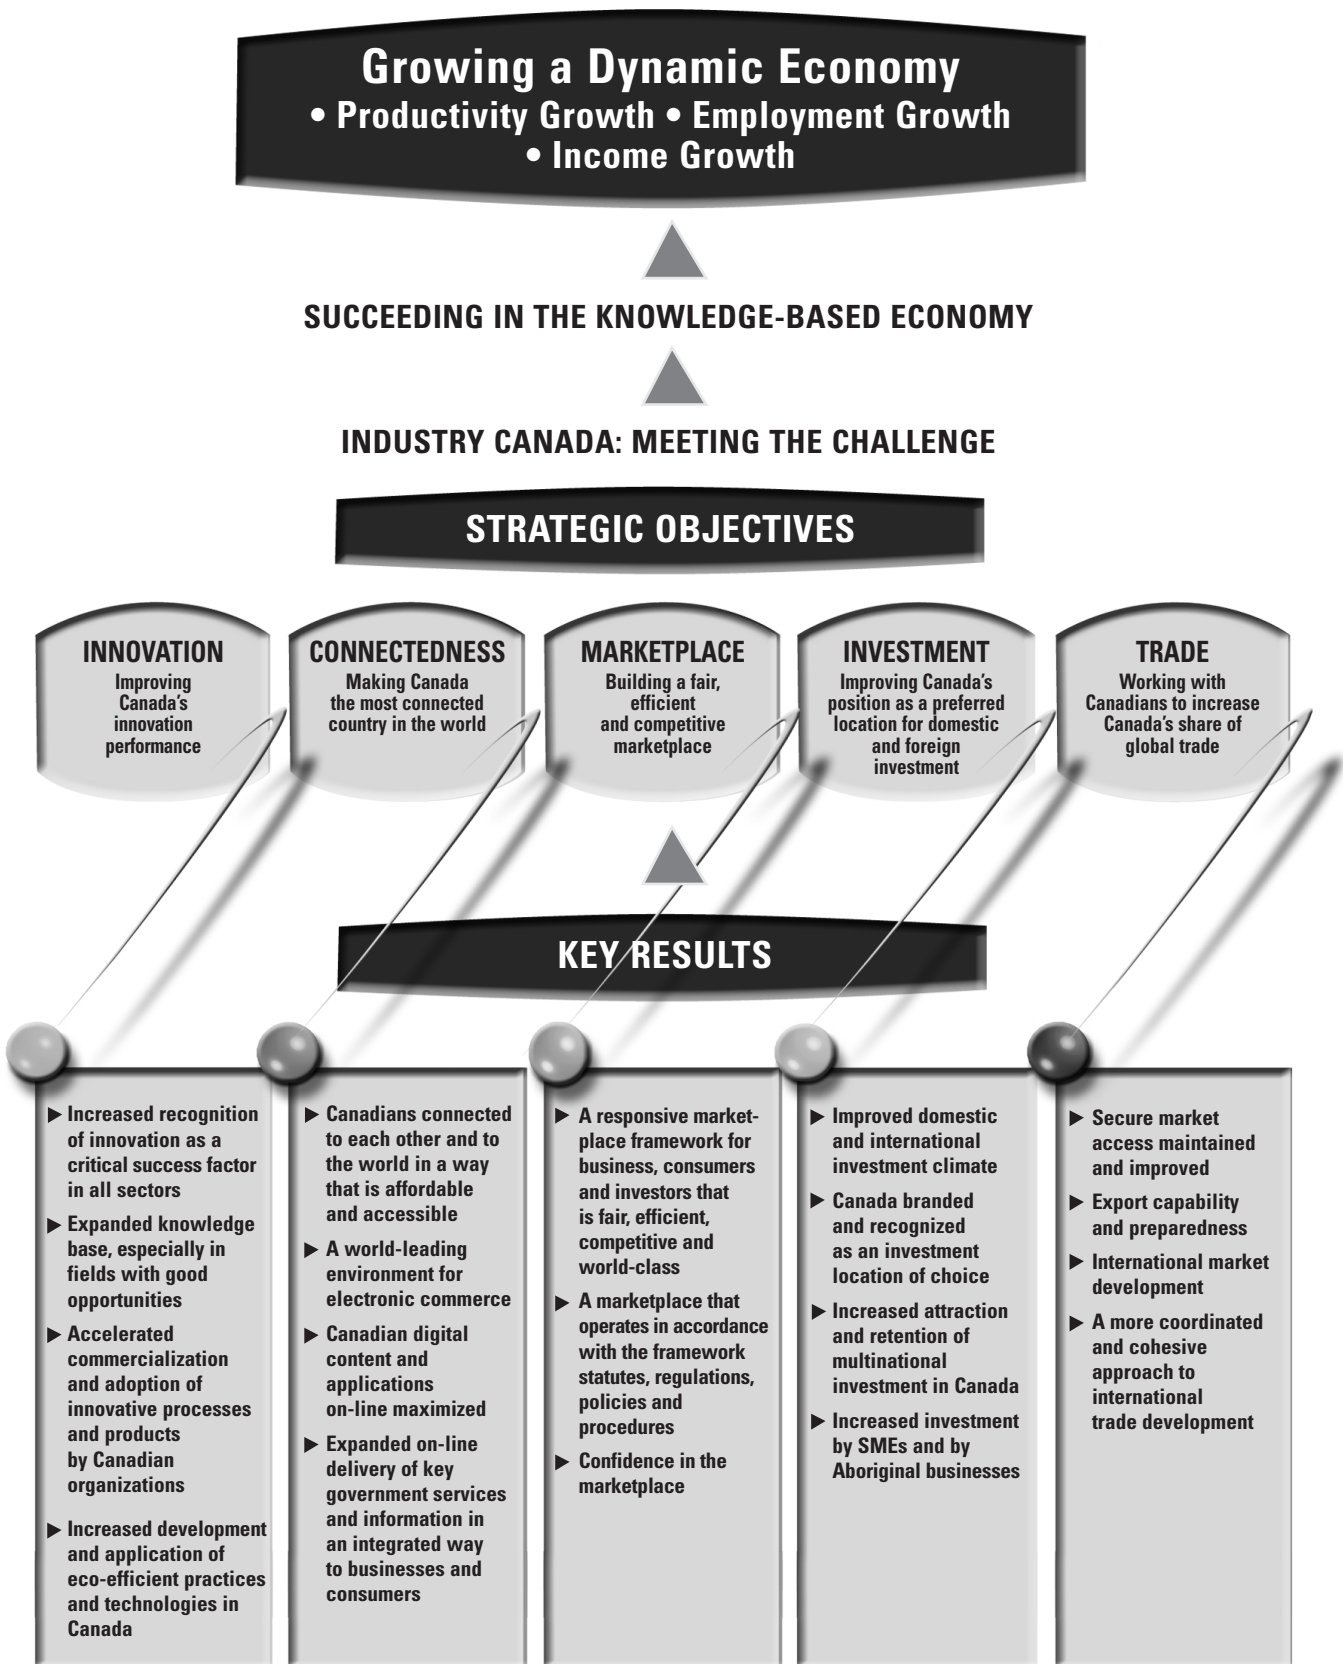 Growing a Dynamic Economy
• Productivity Growth • Employment Growth
• Income Growth
SUCCEEDING IN THE KNOWLEDGE-BASED ECONOMY
INDUSTRY CANADA: MEETING THE CHALLENGE
STRATEGIC OBJECTIVES
INNOVATION
Improving
Canada's
innovation
performance
CONNECTEDNESS
Making Canada
the most connected
country in the world
MARKETPLACE
Building a fair,
efficient
and competitive
marketplace
INVESTMENT
Improving Canada's
position as a preferred
location for domestic
and foreign
investment
TRADE
Working with
Canadians to increase
Canada's share of
global trade
KEY RESULTS
▶ Increased recognition
of innovation as a
critical success factor
in all sectors
▶ Expanded knowledge
base, especially in
fields with good
opportunities
▶ Accelerated
commercialization
and adoption of
innovative processes
and products
by Canadian
organizations
▶ Increased development
and application of
eco-efficient practices
and technologies in
Canada
▶ Canadians connected
to each other and to
the world in a way
that is affordable
and accessible
▶ A world-leading
environment for
electronic commerce
▶ Canadian digital
content and
applications
on-line maximized
▶ Expanded on-line
delivery of key
government services
and information in
an integrated way
to businesses and
consumers
▶ A responsive market-
place framework for
business, consumers
and investors that
is fair, efficient,
competitive and
world-class
▶ A marketplace that
operates in accordance
with the framework
statutes, regulations,
policies and
procedures
▶ Confidence in the
marketplace
▶ Improved domestic
and international
investment climate
▶ Canada branded
and recognized
as an investment
location of choice
▶ Increased attraction
and retention of
multinational
investment in Canada
▶ Increased investment
by SMEs and by
Aboriginal businesses
▶ Secure market
access maintained
and improved
▶ Export capability
and preparedness
▶ International market
development
▶ A more coordinated
and cohesive
approach to
international
trade development